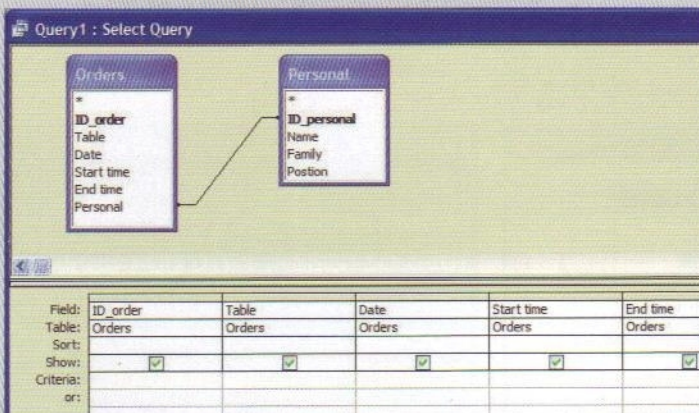 Query1 : Select Query
Orders
*
ID_order
Table
Date
Start time
End time
Personal
Personal
*
ID_personal
Name
Family
Postion
Field: ID_order Table Date Start time End time
Table: Orders Orders Orders Orders Orders
Sort:
Show:
Criteria:
or: